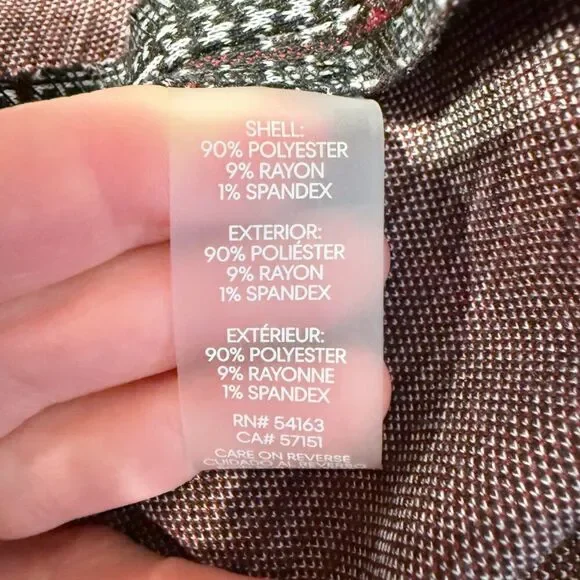 SHELL:
90% POLYESTER
9% RAYON
1% SPANDEX
EXTERIOR:
90% POLIÉSTER
9% RAYON
1% SPANDEX
EXTÉRIEUR:
90% POLYESTER
9% RAYONNE
1% SPANDEX
RN# 54163
CA# 57151
CARE ON REVERSE
CUIDADO AL REVERSO